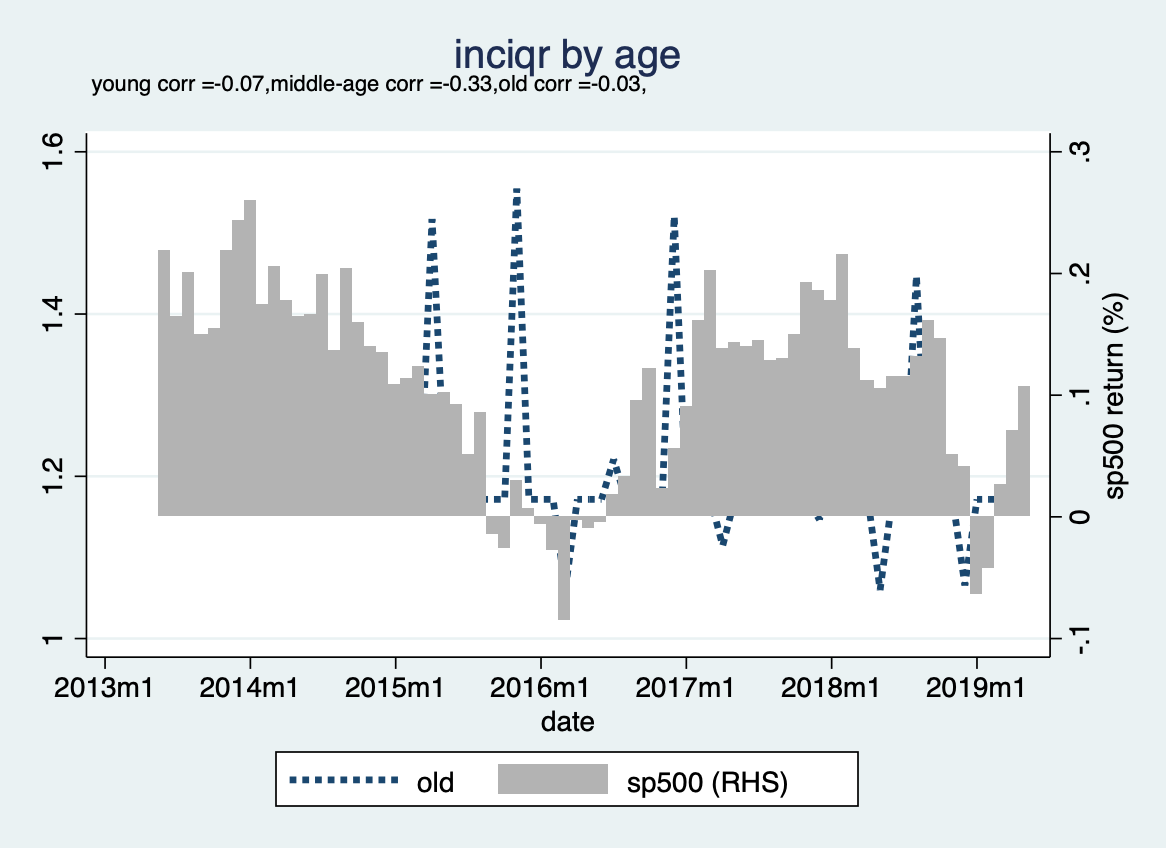 inciqr by age
young corr =-0.07,middle-age corr =-0.33,old corr =-0.03,
1.6
1.4
1.2
1
.3
.2
.1
0
-.1
sp500 return (%)
2013m1 2014m1 2015m1 2016m1 2017m1 2018m1 2019m1
date
old sp500 (RHS)